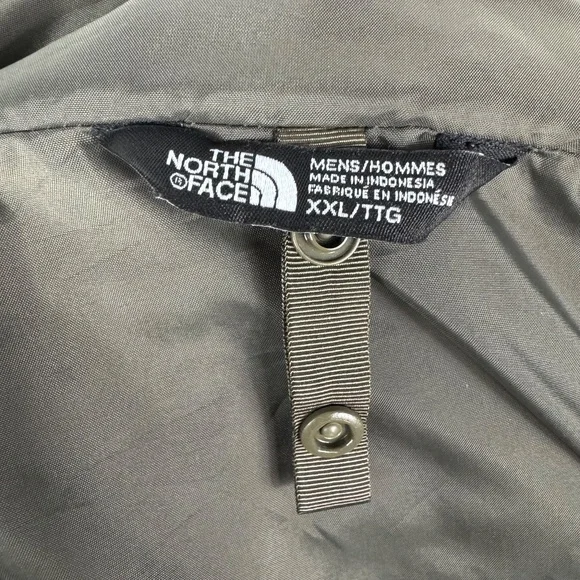 THE
NORTH
® FACE
MENS/HOMMES
MADE IN INDONESIA
FABRIQUÉ EN INDONÉSIE
XXL/TTG